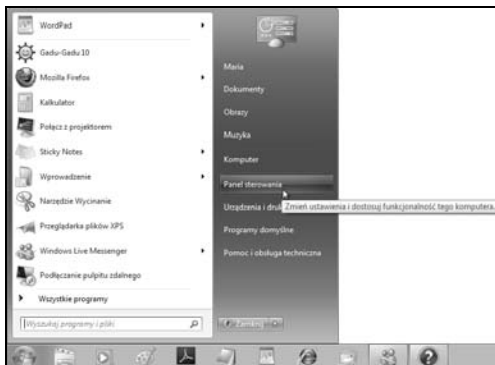 WordPad
Gadu-Gadu 10
Mozilla Firefox
Kalkulator
Połącz z projektorem
Sticky Notes
Wprowadzenie
Narzędzie Wycinanie
Przeglądarka plików XPS
Windows Live Messenger
Podłączanie pulpitu zdalnego
Wszystkie programy
Wyszukaj programy i pliki
Maria
Dokumenty
Obrazy
Muzyka
Komputer
Panel sterowania
Urządzenia i druk
Zmień ustawienia i dostosuj funkcjonalność tego komputera.
Programy domyślne
Pomoc i obsługa techniczna
Zamknij